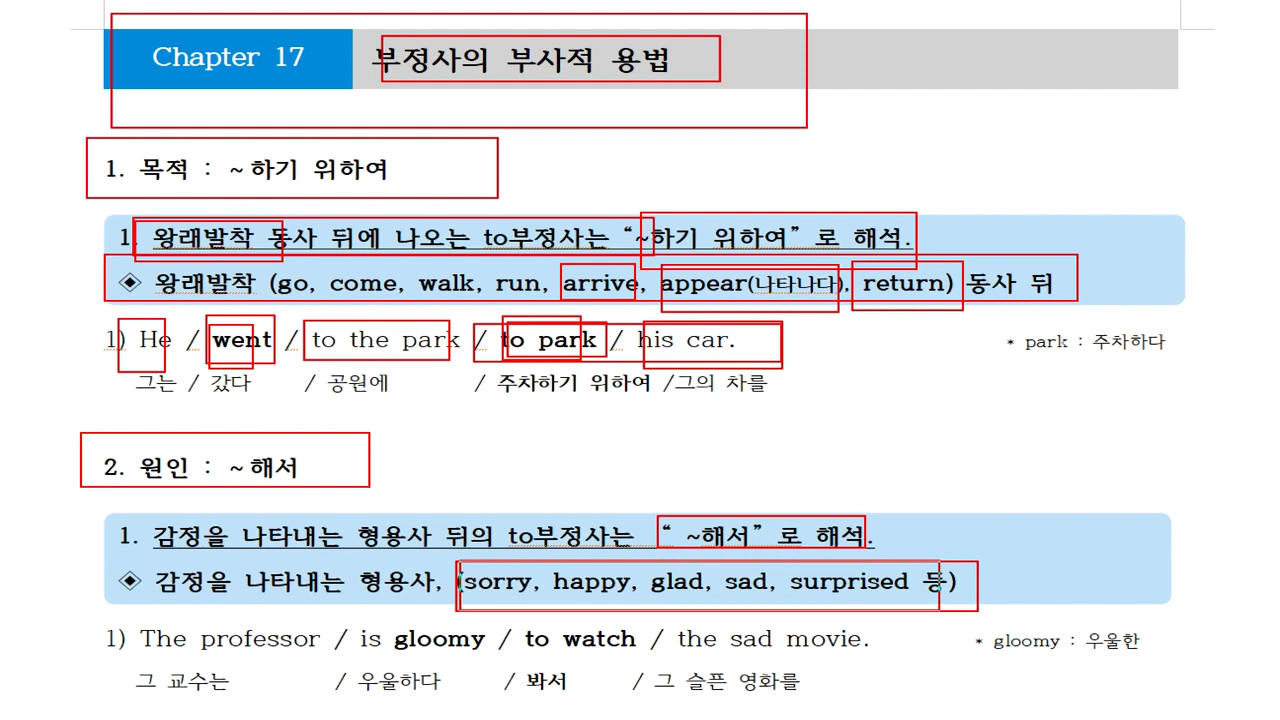 Chapter 17 부정사의 부사적 용법
1. 목적 : ~하기 위하여
1. 왕래발착 동사 뒤에 나오는 to부정사는 “~하기 위하여”로 해석.
◈ 왕래발착 (go, come, walk, run, arrive, appear(나타나다), return) 동사 뒤
1) He / went / to the park / to park / his car. * park : 주차하다
그는 / 갔다 / 공원에 / 주차하기 위하여 /그의 차를
2. 원인 : ~해서
1. 감정을 나타내는 형용사 뒤의 to부정사는 “ ~해서”로 해석.
◈ 감정을 나타내는 형용사, (sorry, happy, glad, sad, surprised 등)
1) The professor / is gloomy / to watch / the sad movie. * gloomy : 우울한
그 교수는 / 우울하다 / 봐서 / 그 슬픈 영화를